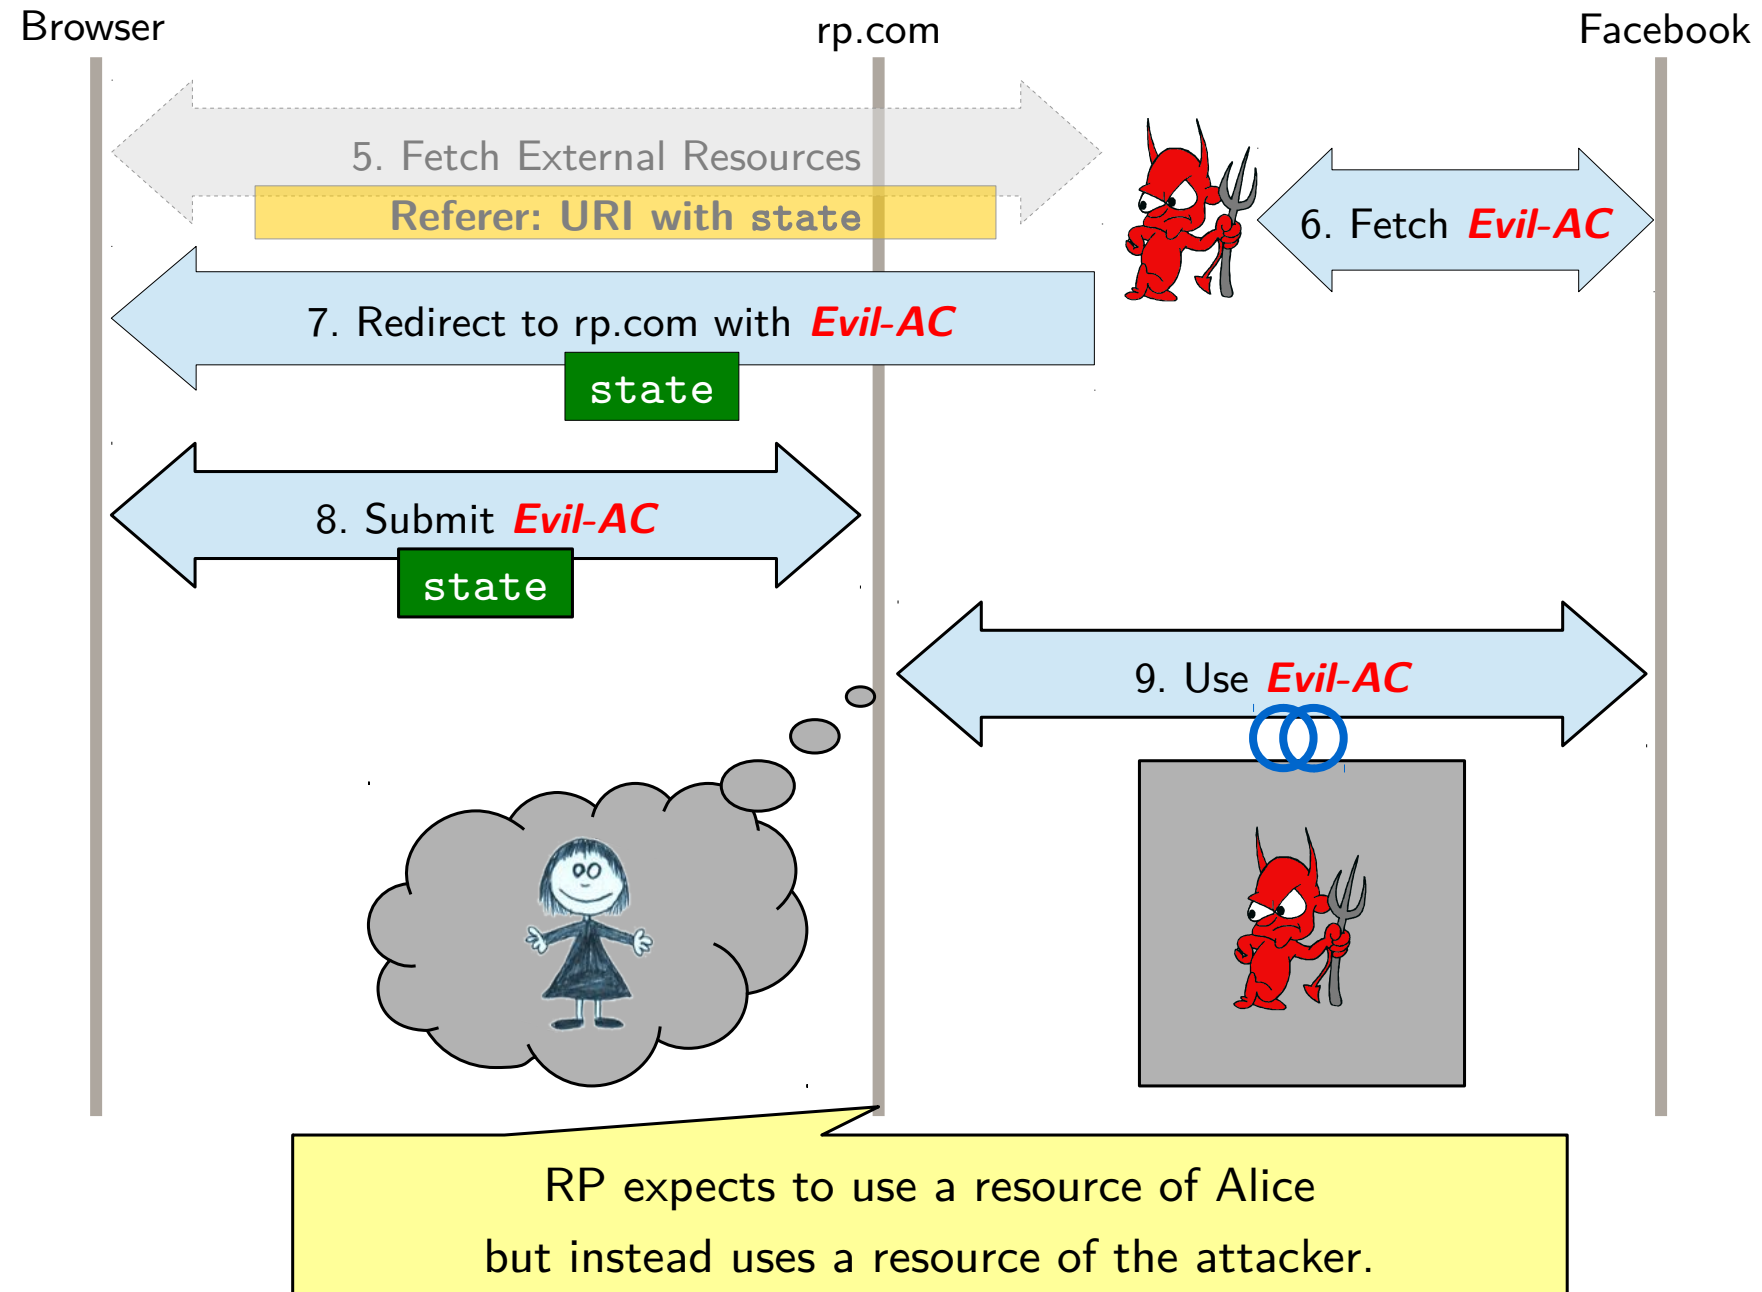 Browser
rp.com
Facebook
5. Fetch External Resources
Referer: URI with state
6. Fetch Evil-AC
7. Redirect to rp.com with Evil-AC
state
8. Submit Evil-AC
state
9. Use Evil-AC
RP expects to use a resource of Alice
but instead uses a resource of the attacker.